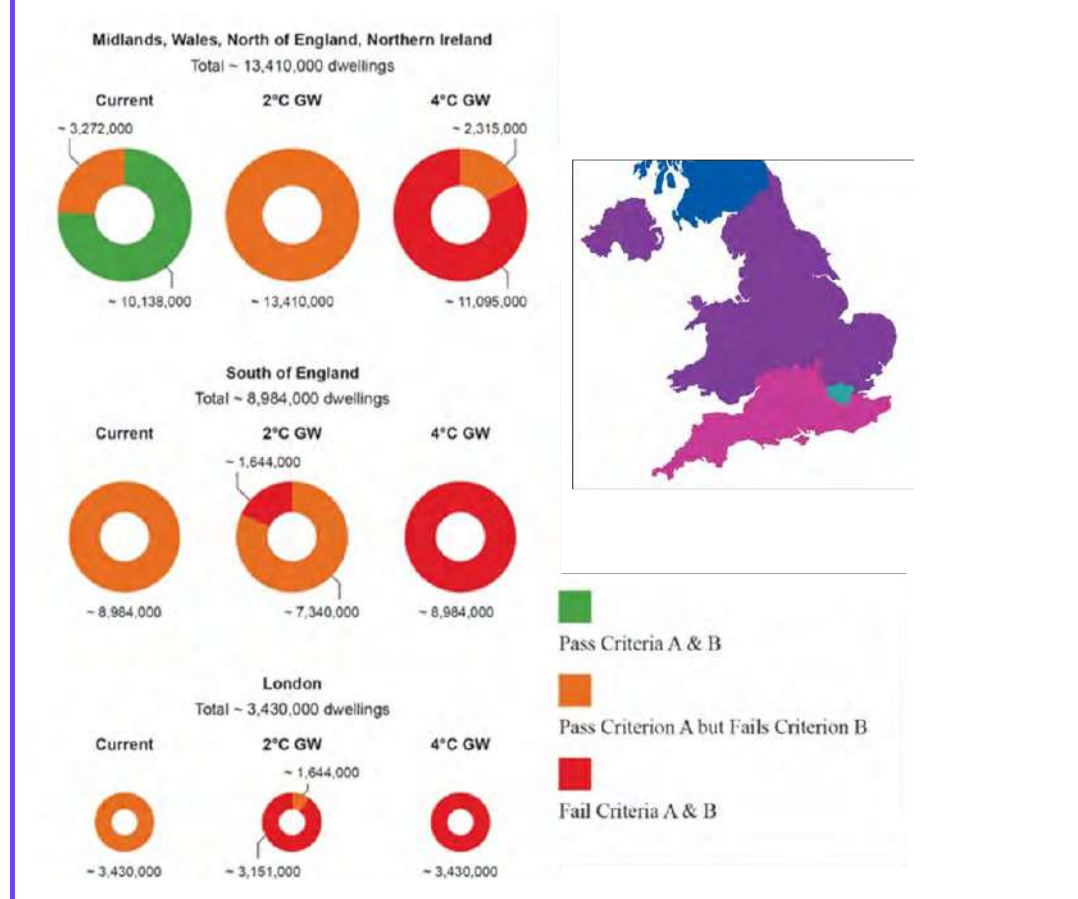 Midlands, Wales, North of England, Northern Ireland
Total ~ 13,410,000 dwellings
Current
2°C GW
4°C GW
~ 3,272,000
~ 2,315,000
~ 10,138,000
~ 13,410,000
~ 11,095,000
South of England
Total ~ 8,984,000 dwellings
Current
2°C GW
4°C GW
~ 1,644,000
~ 8,984,000
~ 7,340,000
~ 8,984,000
London
Total ~ 3,430,000 dwellings
Current
2°C GW
4°C GW
~ 1,644,000
~ 3,430,000
~ 3,151,000
~ 3,430,000
Pass Criteria A & B
Pass Criterion A but Fails Criterion B
Fail Criteria A & B